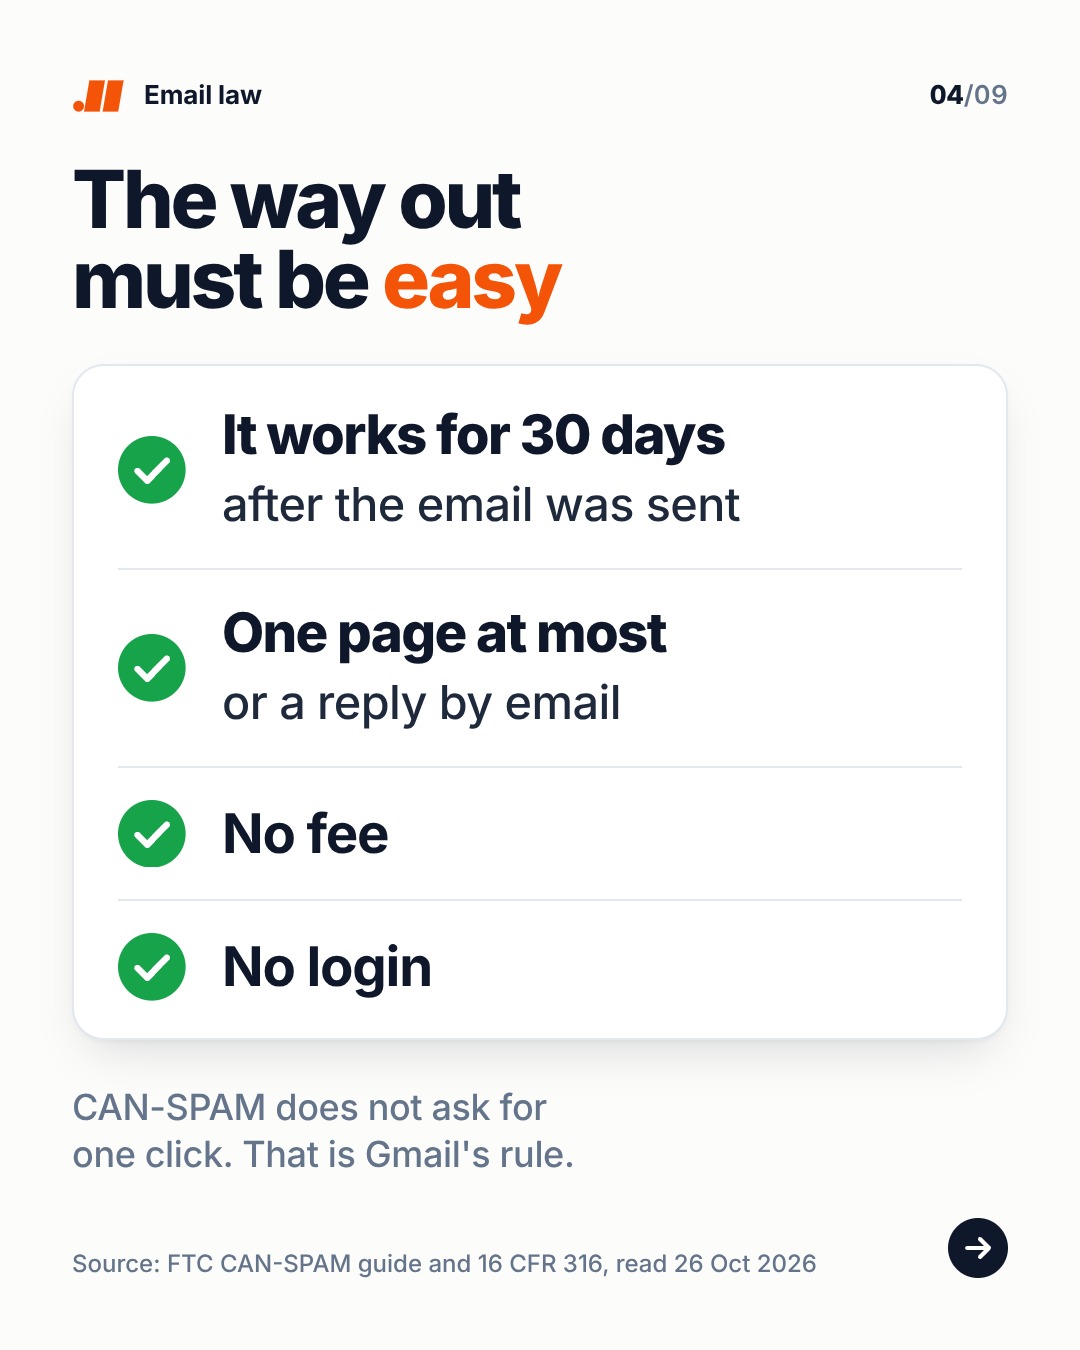 Email law
04/09
The way out
must be easy
It works for 30 days
after the email was sent
One page at most
or a reply by email
No fee
No login
CAN-SPAM does not ask for
one click. That is Gmail's rule.
Source: FTC CAN-SPAM guide and 16 CFR 316, read 26 Oct 2026